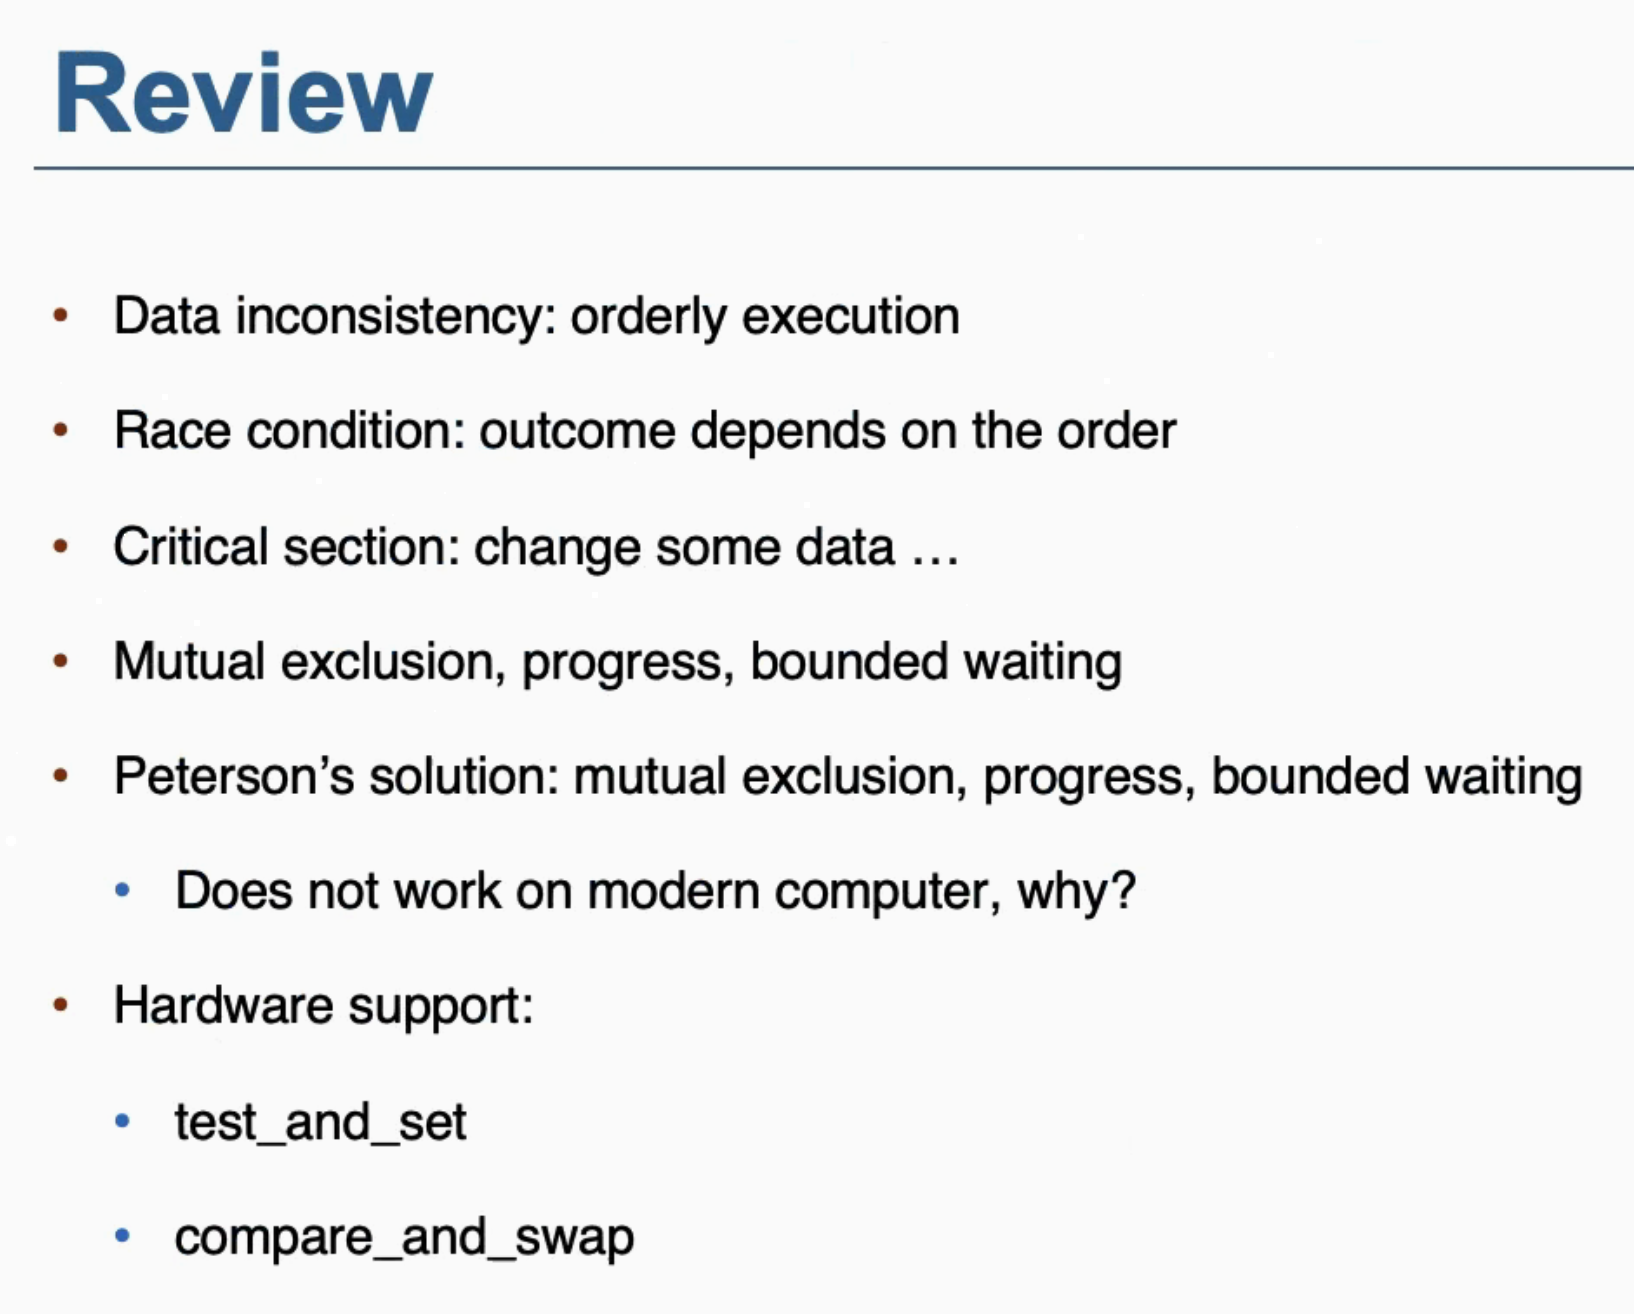 Review
• Data inconsistency: orderly execution
• Race condition: outcome depends on the order
• Critical section: change some data …
• Mutual exclusion, progress, bounded waiting
• Peterson’s solution: mutual exclusion, progress, bounded waiting
• Does not work on modern computer, why?
• Hardware support:
• test_and_set
• compare_and_swap